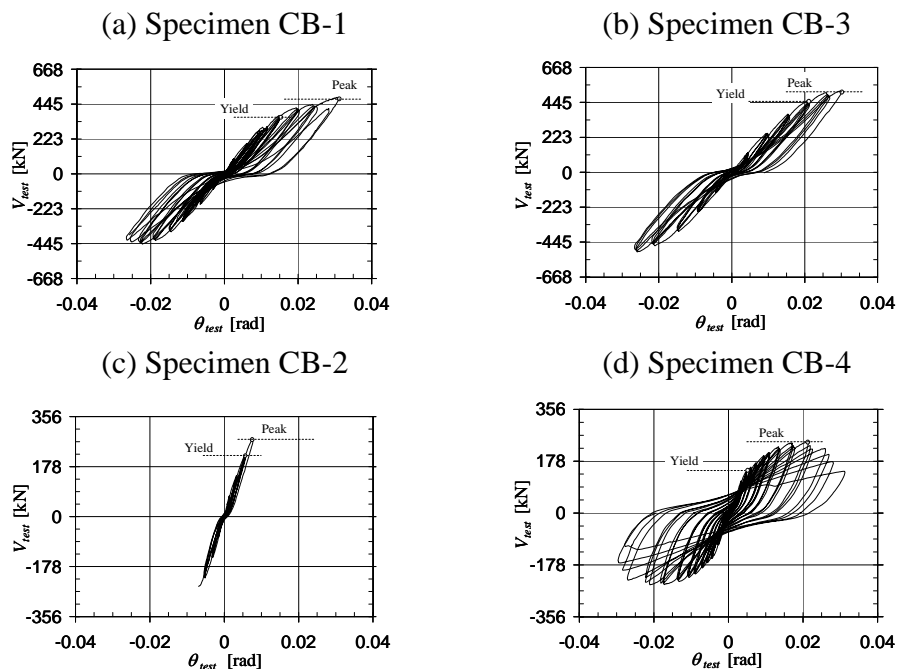 (a) Specimen CB-1
668
445
223
0
-223
-445
-668
V_test [kN]
Yield
Peak
-0.04 -0.02 0 0.02 0.04
θ_test [rad]
(b) Specimen CB-3
668
445
223
0
-223
-445
-668
V_test [kN]
Yield
Peak
-0.04 -0.02 0 0.02 0.04
θ_test [rad]
(c) Specimen CB-2
356
178
0
-178
-356
V_test [kN]
Yield
Peak
-0.04 -0.02 0 0.02 0.04
θ_test [rad]
(d) Specimen CB-4
356
178
0
-178
-356
V_test [kN]
Yield
Peak
-0.04 -0.02 0 0.02 0.04
θ_test [rad]